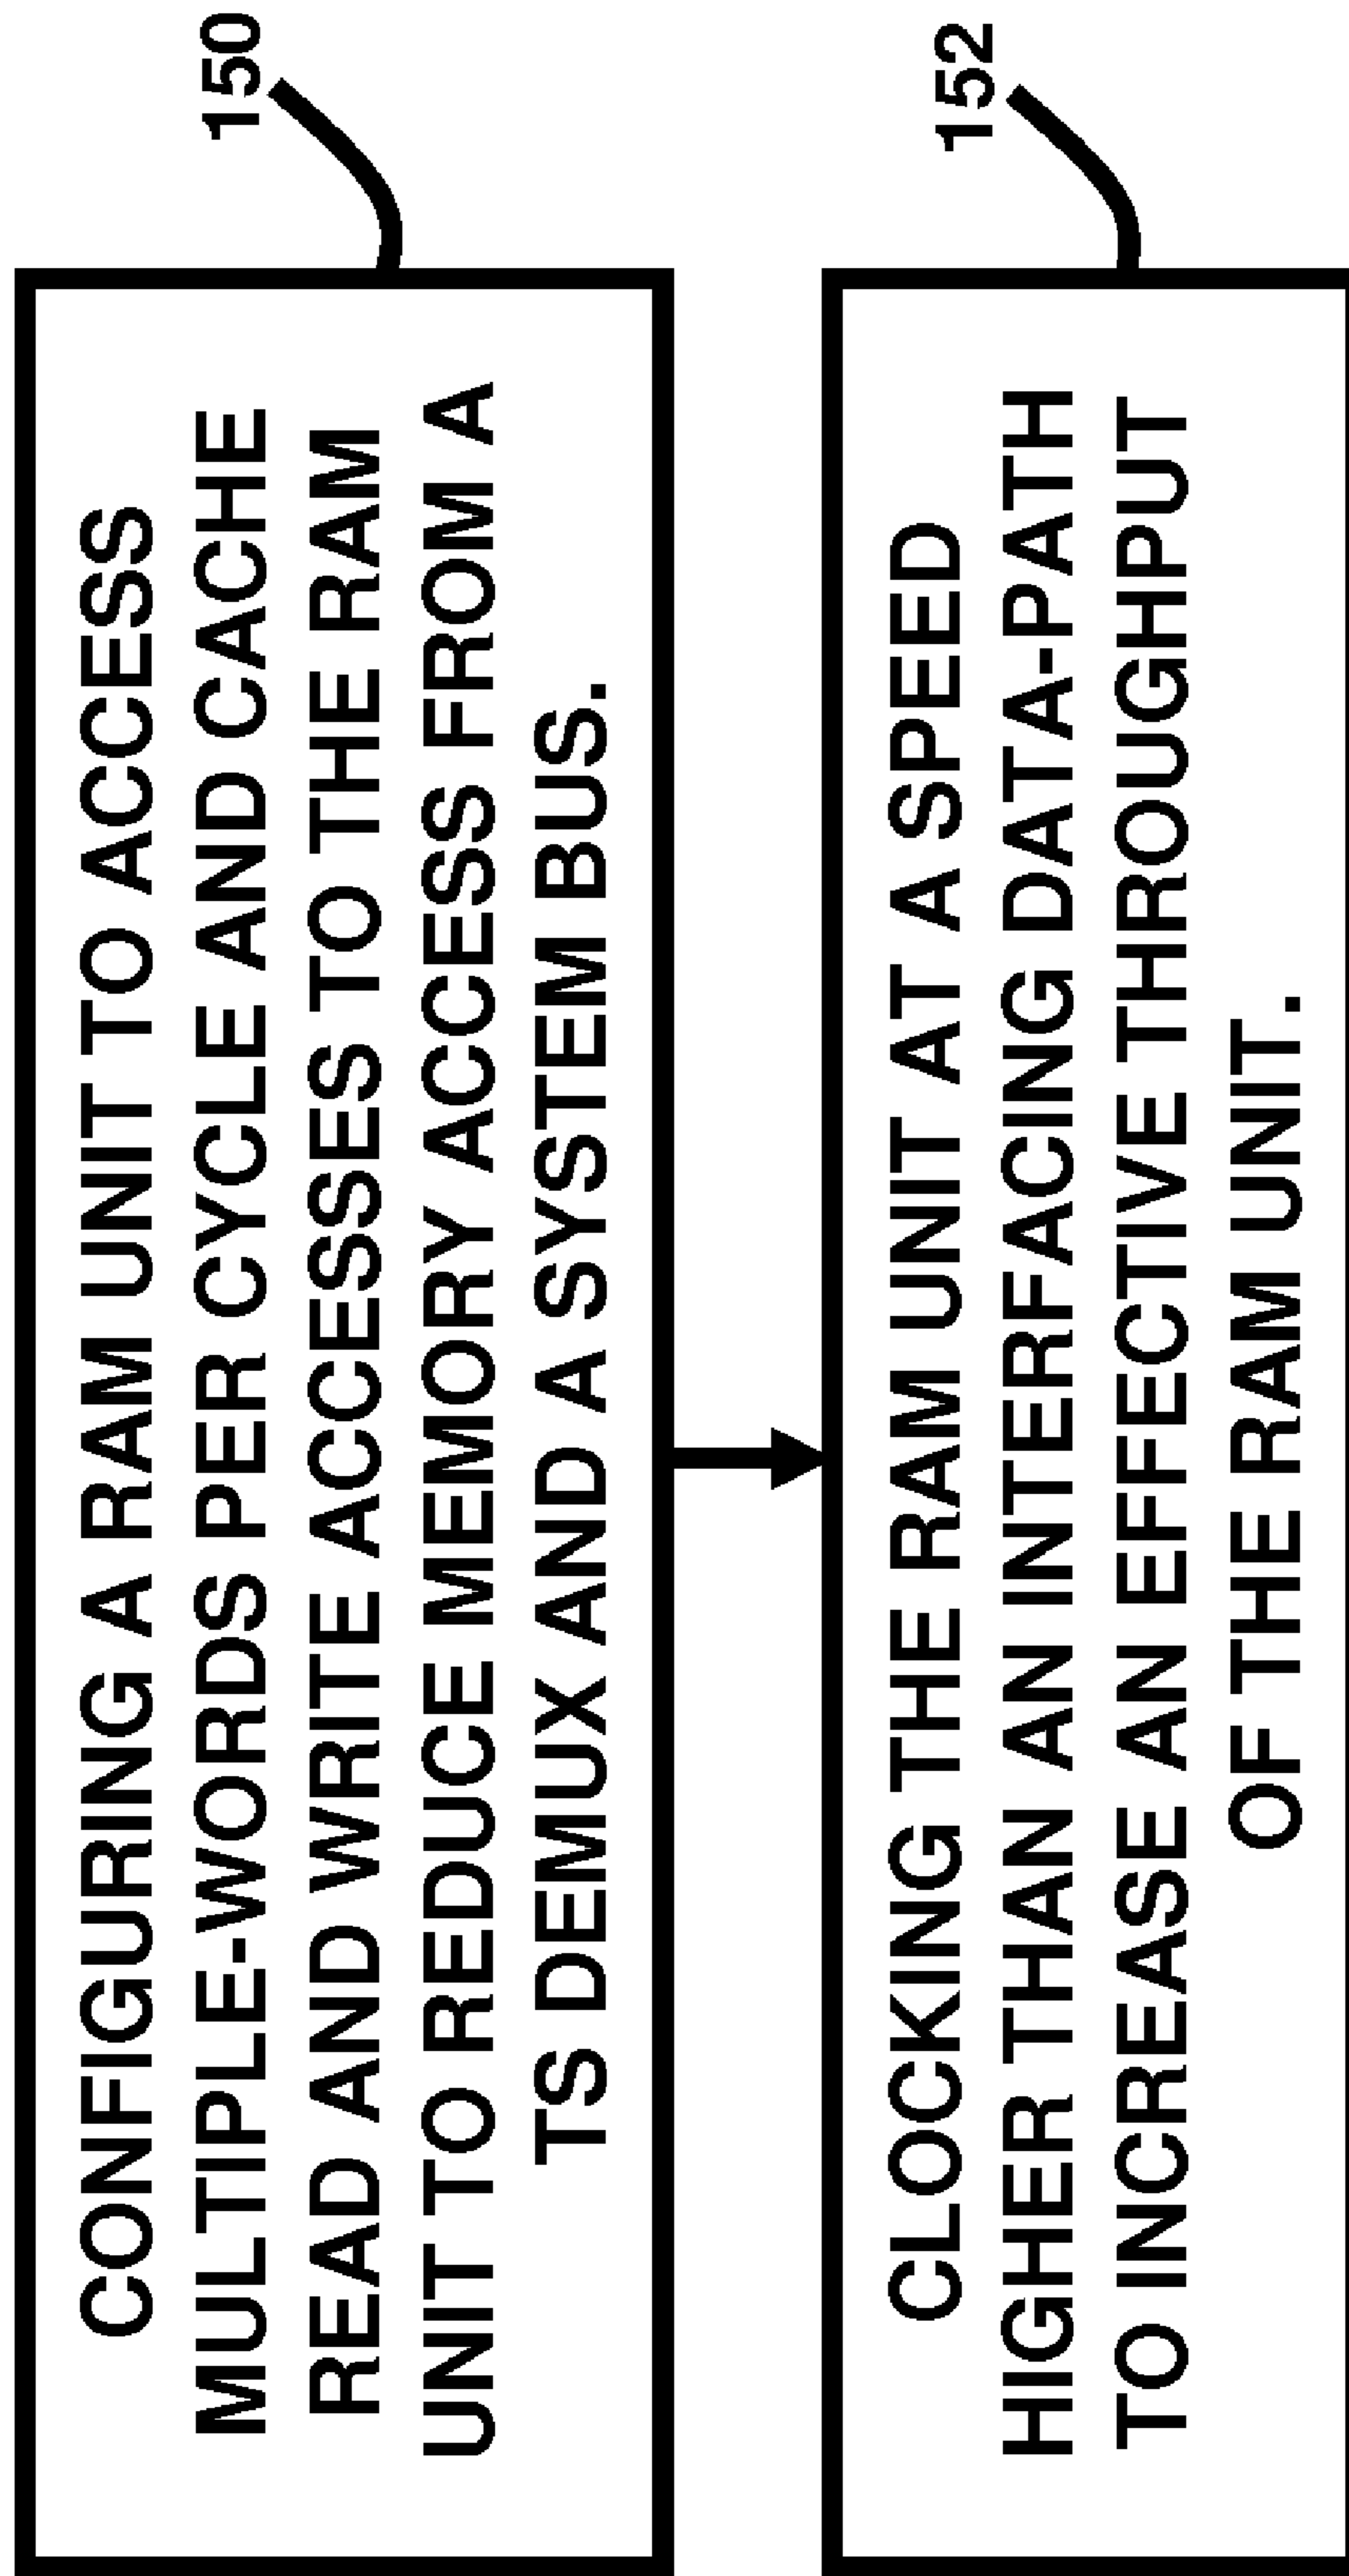 CONFIGURING A RAM UNIT TO ACCESS
MULTIPLE-WORDS PER CYCLE AND CACHE
READ AND WRITE ACCESSES TO THE RAM
UNIT TO REDUCE MEMORY ACCESS FROM A
TS DEMUX AND A SYSTEM BUS.
150
CLOCKING THE RAM UNIT AT A SPEED
HIGHER THAN AN INTERFACING DATA-PATH
TO INCREASE AN EFFECTIVE THROUGHPUT
OF THE RAM UNIT.
152